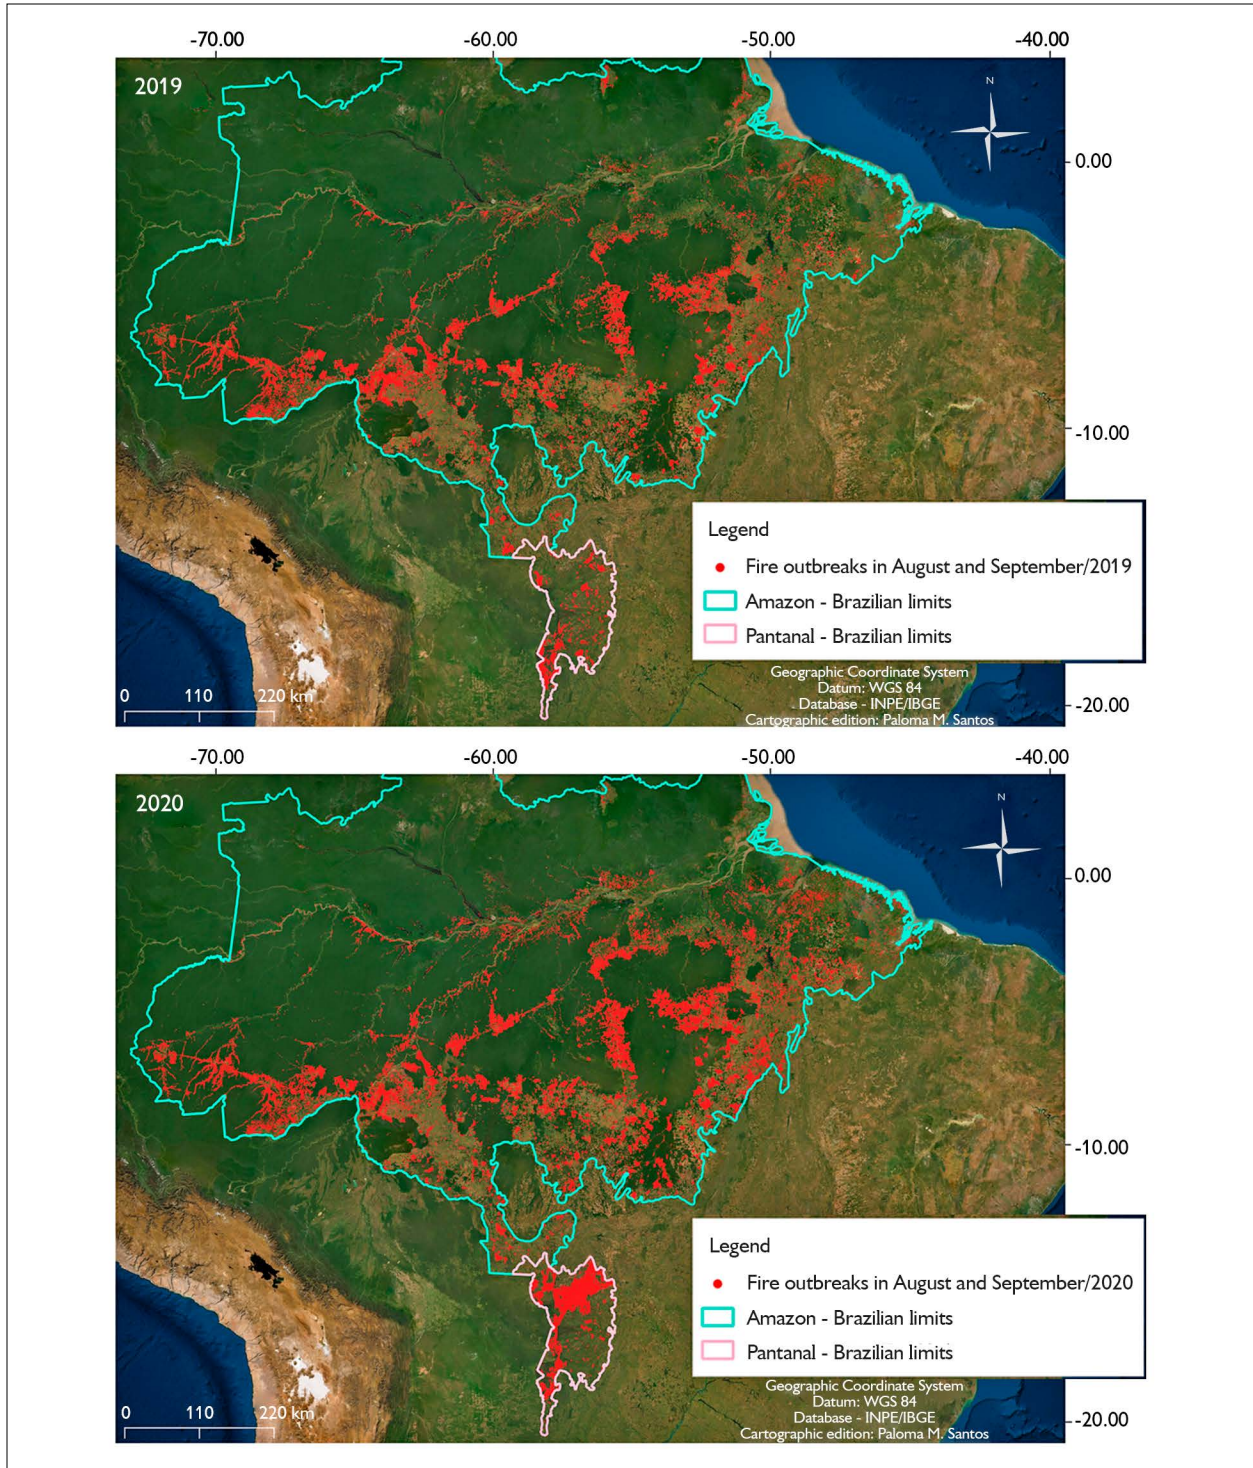 -70.00 -60.00 -50.00 -40.00
2019
N
0.00
-10.00
Legend
Fire outbreaks in August and September/2019
Amazon - Brazilian limits
Pantanal - Brazilian limits
Geographic Coordinate System
Datum: WGS 84
Database - INPE/IBGE
Cartographic edition: Paloma M. Santos
0 110 220 km
-20.00
-70.00 -60.00 -50.00 -40.00
2020
N
0.00
-10.00
Legend
Fire outbreaks in August and September/2020
Amazon - Brazilian limits
Pantanal - Brazilian limits
Geographic Coordinate System
Datum: WGS 84
Database - INPE/IBGE
Cartographic edition: Paloma M. Santos
0 110 220 km
-20.00